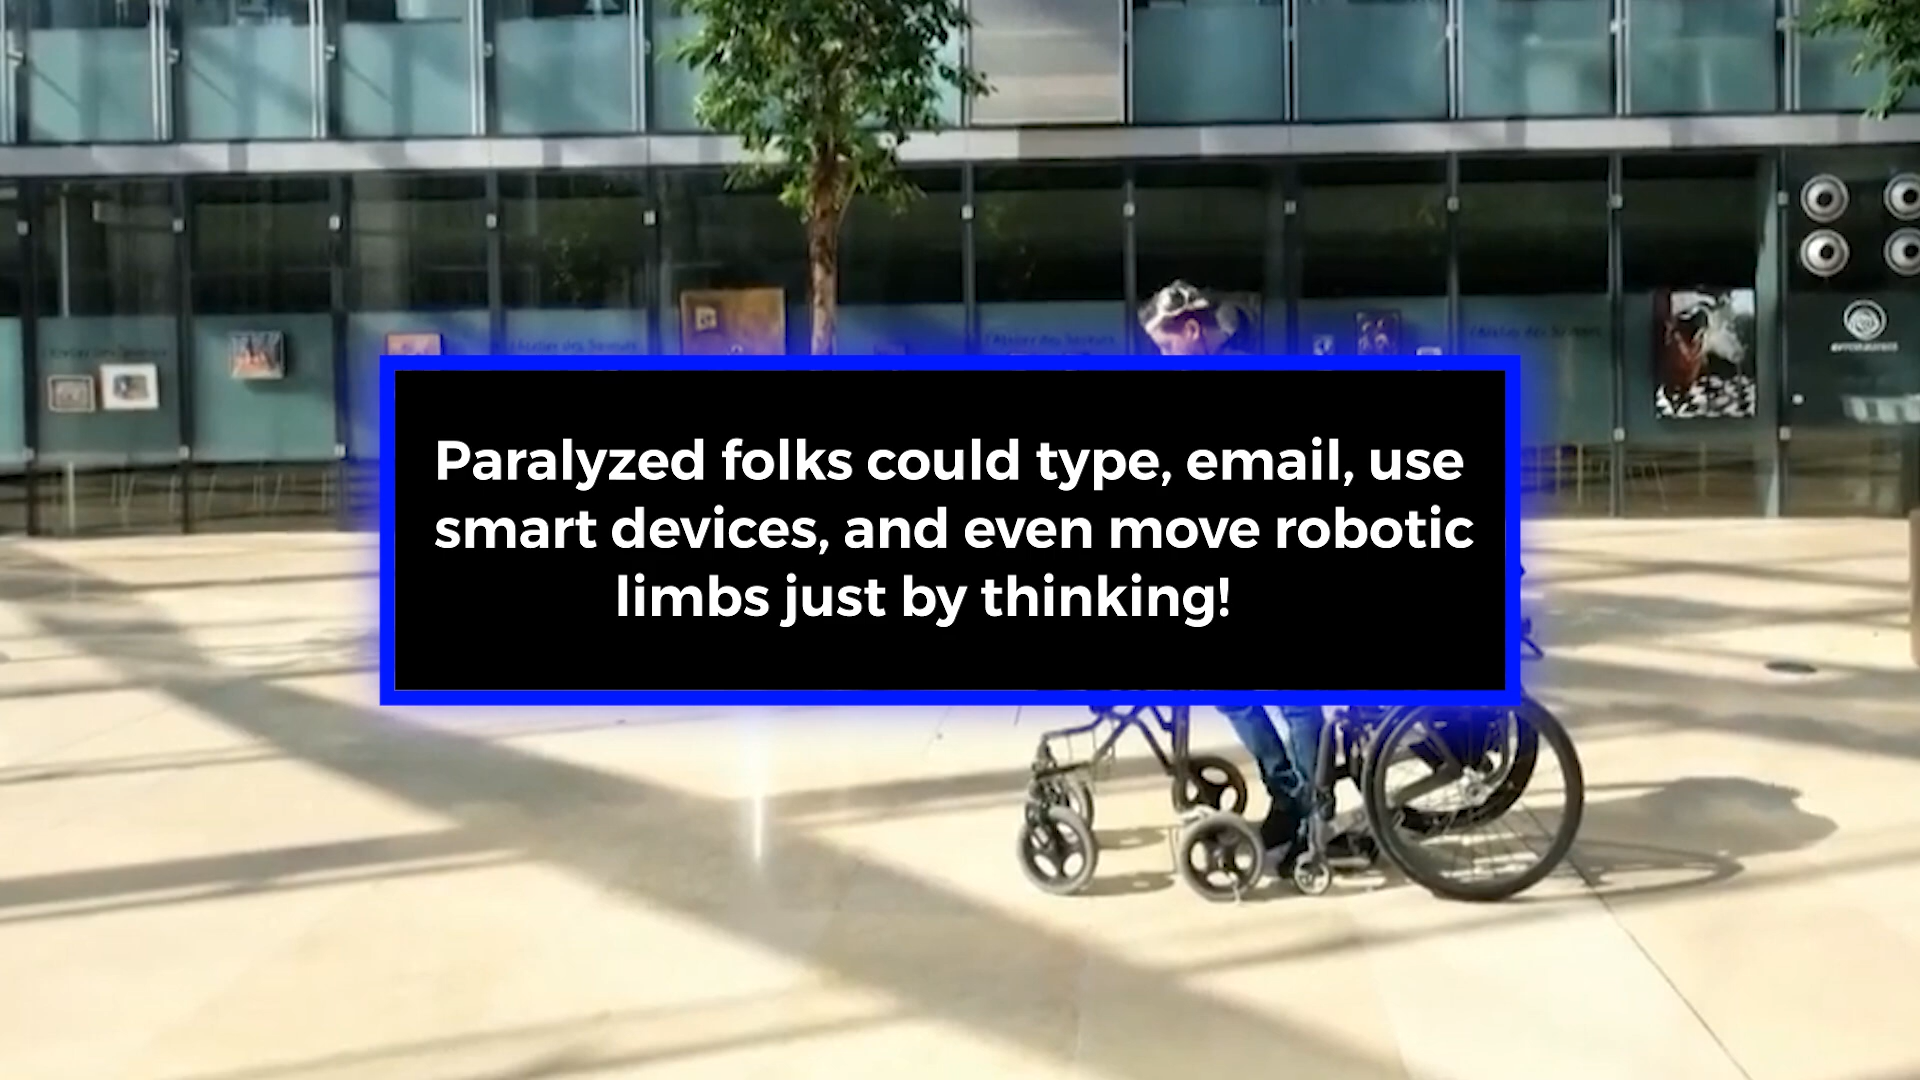 Paralyzed folks could type, email, use
smart devices, and even move robotic
limbs just by thinking!